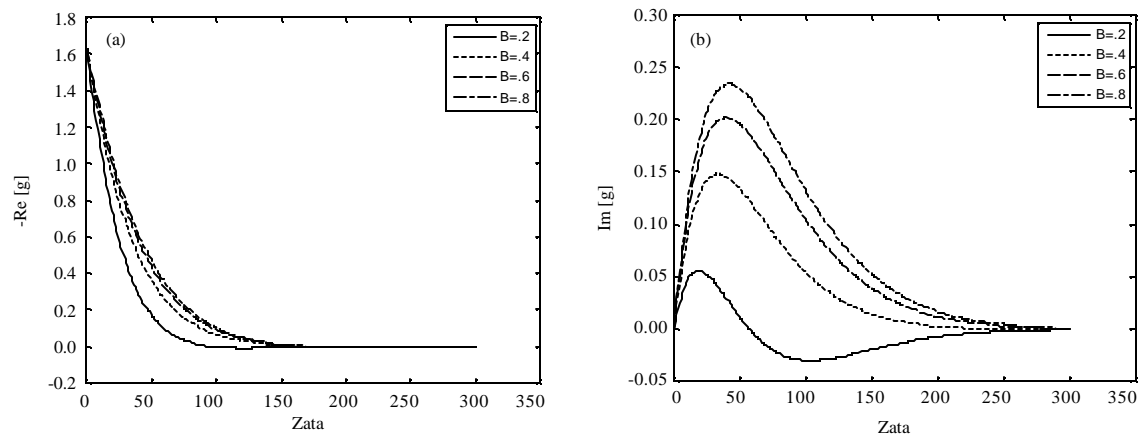 (a)
B=.2
B=.4
B=.6
B=.8
1.8
1.6
1.4
1.2
1.0
0.8
0.6
0.4
0.2
0.0
-0.2
-Re [g]
0 50 100 150 200 250 300 350
Zata
(b)
B=.2
B=.4
B=.6
B=.8
0.30
0.25
0.20
0.15
0.10
0.05
0.00
-0.05
Im [g]
0 50 100 150 200 250 300 350
Zata